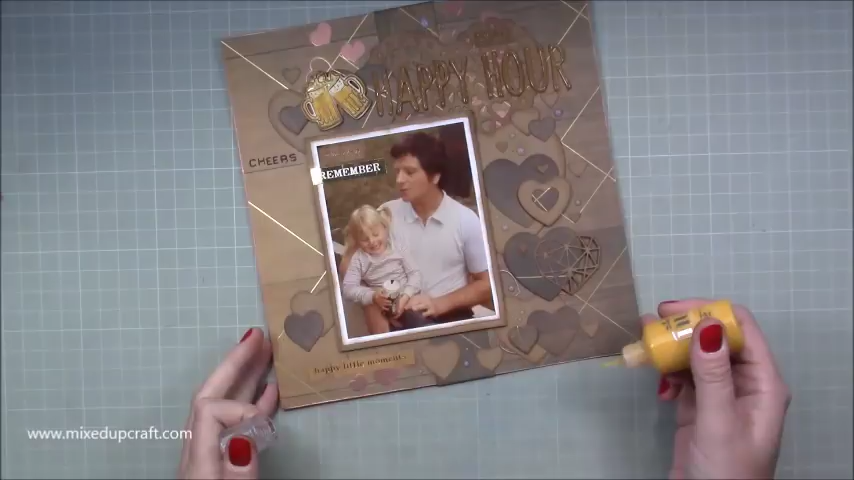 HAPPY HOUR
CHEERS
REMEMBER
happy little moments
www.mixedupcraft.com